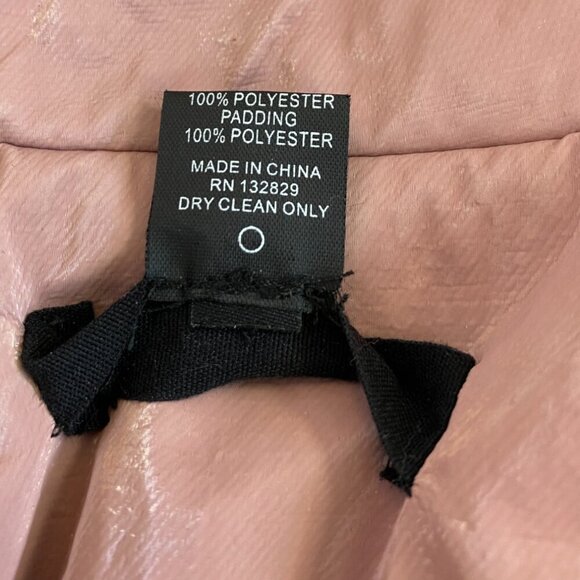 100% POLYESTER
PADDING
100% POLYESTER
MADE IN CHINA
RN 132829
DRY CLEAN ONLY